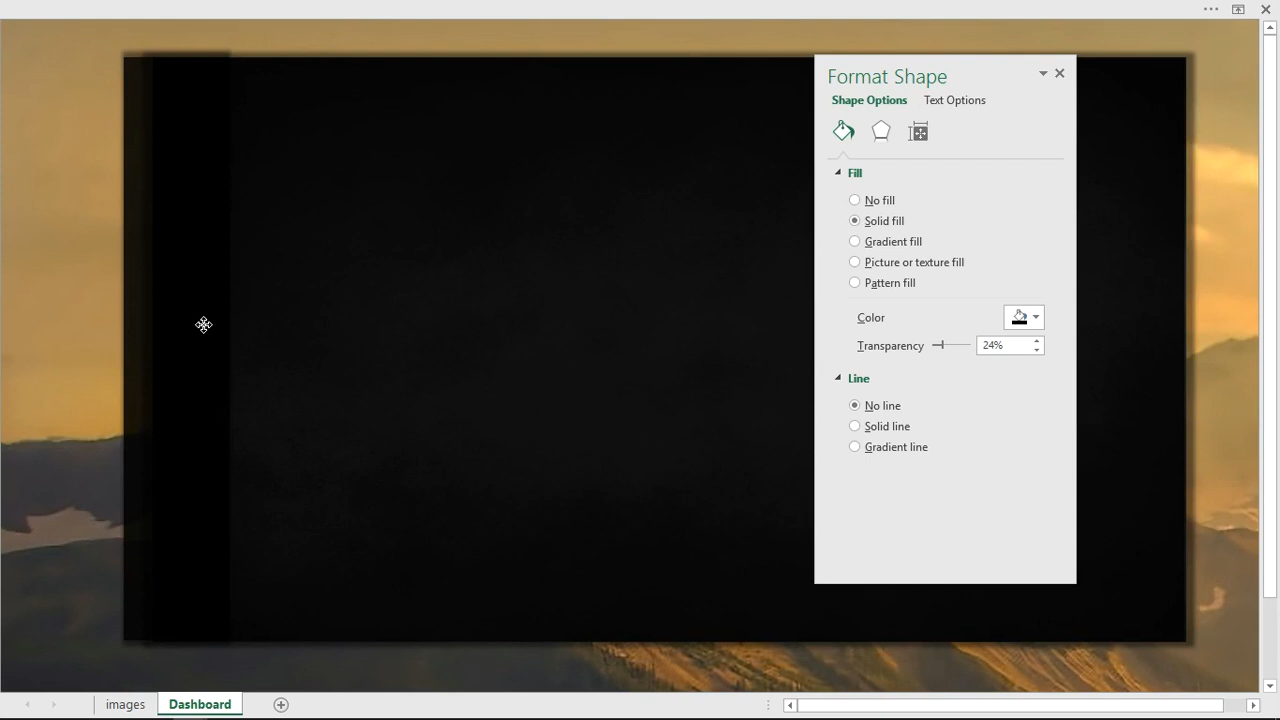 Format Shape
Shape Options Text Options
Fill
No fill
Solid fill
Gradient fill
Picture or texture fill
Pattern fill
Color
Transparency 24%
Line
No line
Solid line
Gradient line
images Dashboard